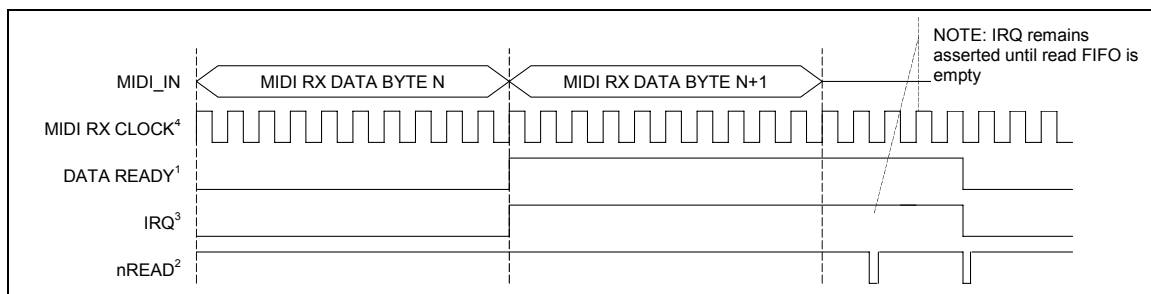 NOTE: IRQ remains
asserted until read FIFO is
empty
MIDI_IN
MIDI RX DATA BYTE N
MIDI RX DATA BYTE N+1
MIDI RX CLOCK⁴
DATA READY¹
IRQ³
nREAD²